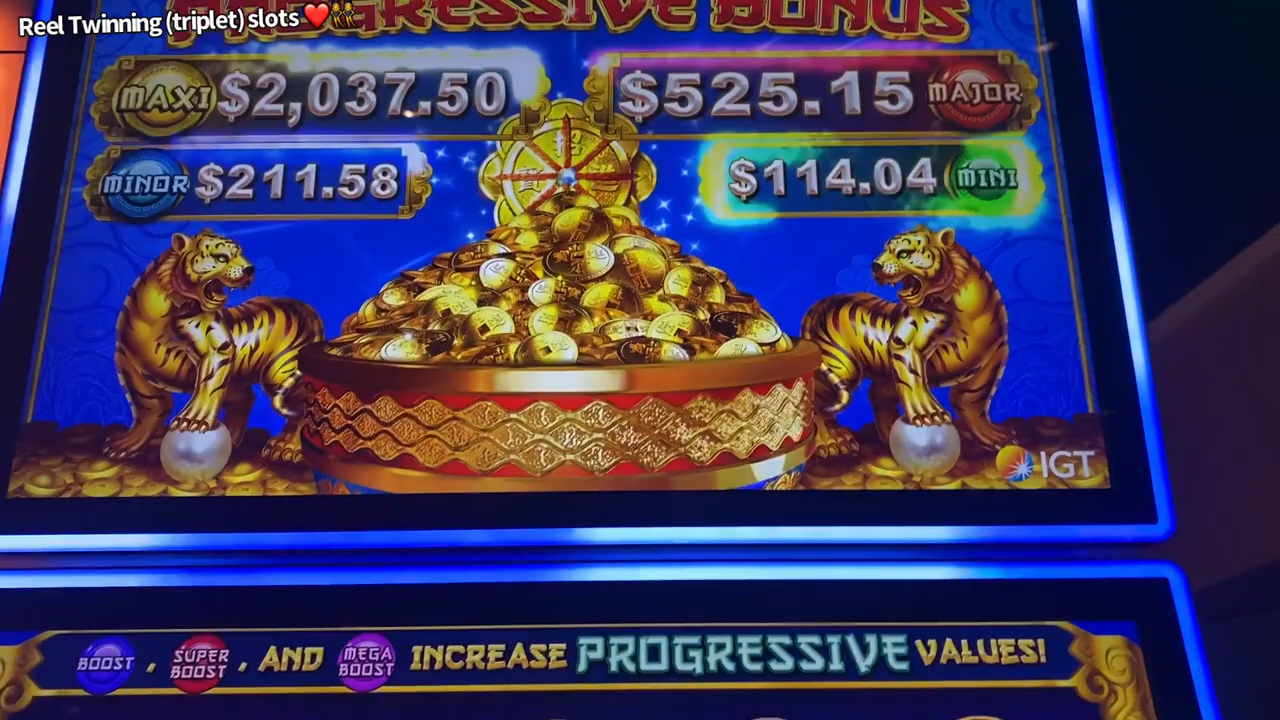 Reel Twinning (triplet) slots ❤️👯
PROGRESSIVE BONUS
MAXI $2,037.50
$525.15 MAJOR
MINOR $211.58
$114.04 MINI
IGT
BOOST, SUPER BOOST, AND MEGA BOOST INCREASE PROGRESSIVE VALUES!